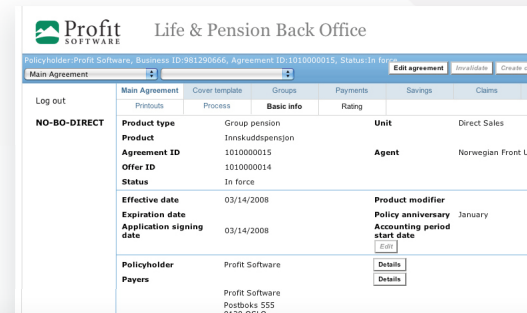 Profit SOFTWARE Life & Pension Back Office
Policyholder:Profit Software, Business ID:981290666, Agreement ID:1010000015, Status:In force
Edit agreement Invalidate Create
Main Agreement
Main Agreement Cover template Groups Payments Savings Claims
Printouts Process Basic info Rating
Log out
NO-BO-DIRECT
Product type Group pension Unit Direct Sales
Product Innskuddspensjon
Agreement ID 1010000015 Agent Norwegian Front
Offer ID 1010000014
Status In force
Effective date 03/14/2008 Product modifier
Expiration date Policy anniversary January
Application signing date 03/14/2008 Accounting period start date
Edit
Policyholder Profit Software Details
Payers Details
Profit Software
Postboks 555
0130 OSLO